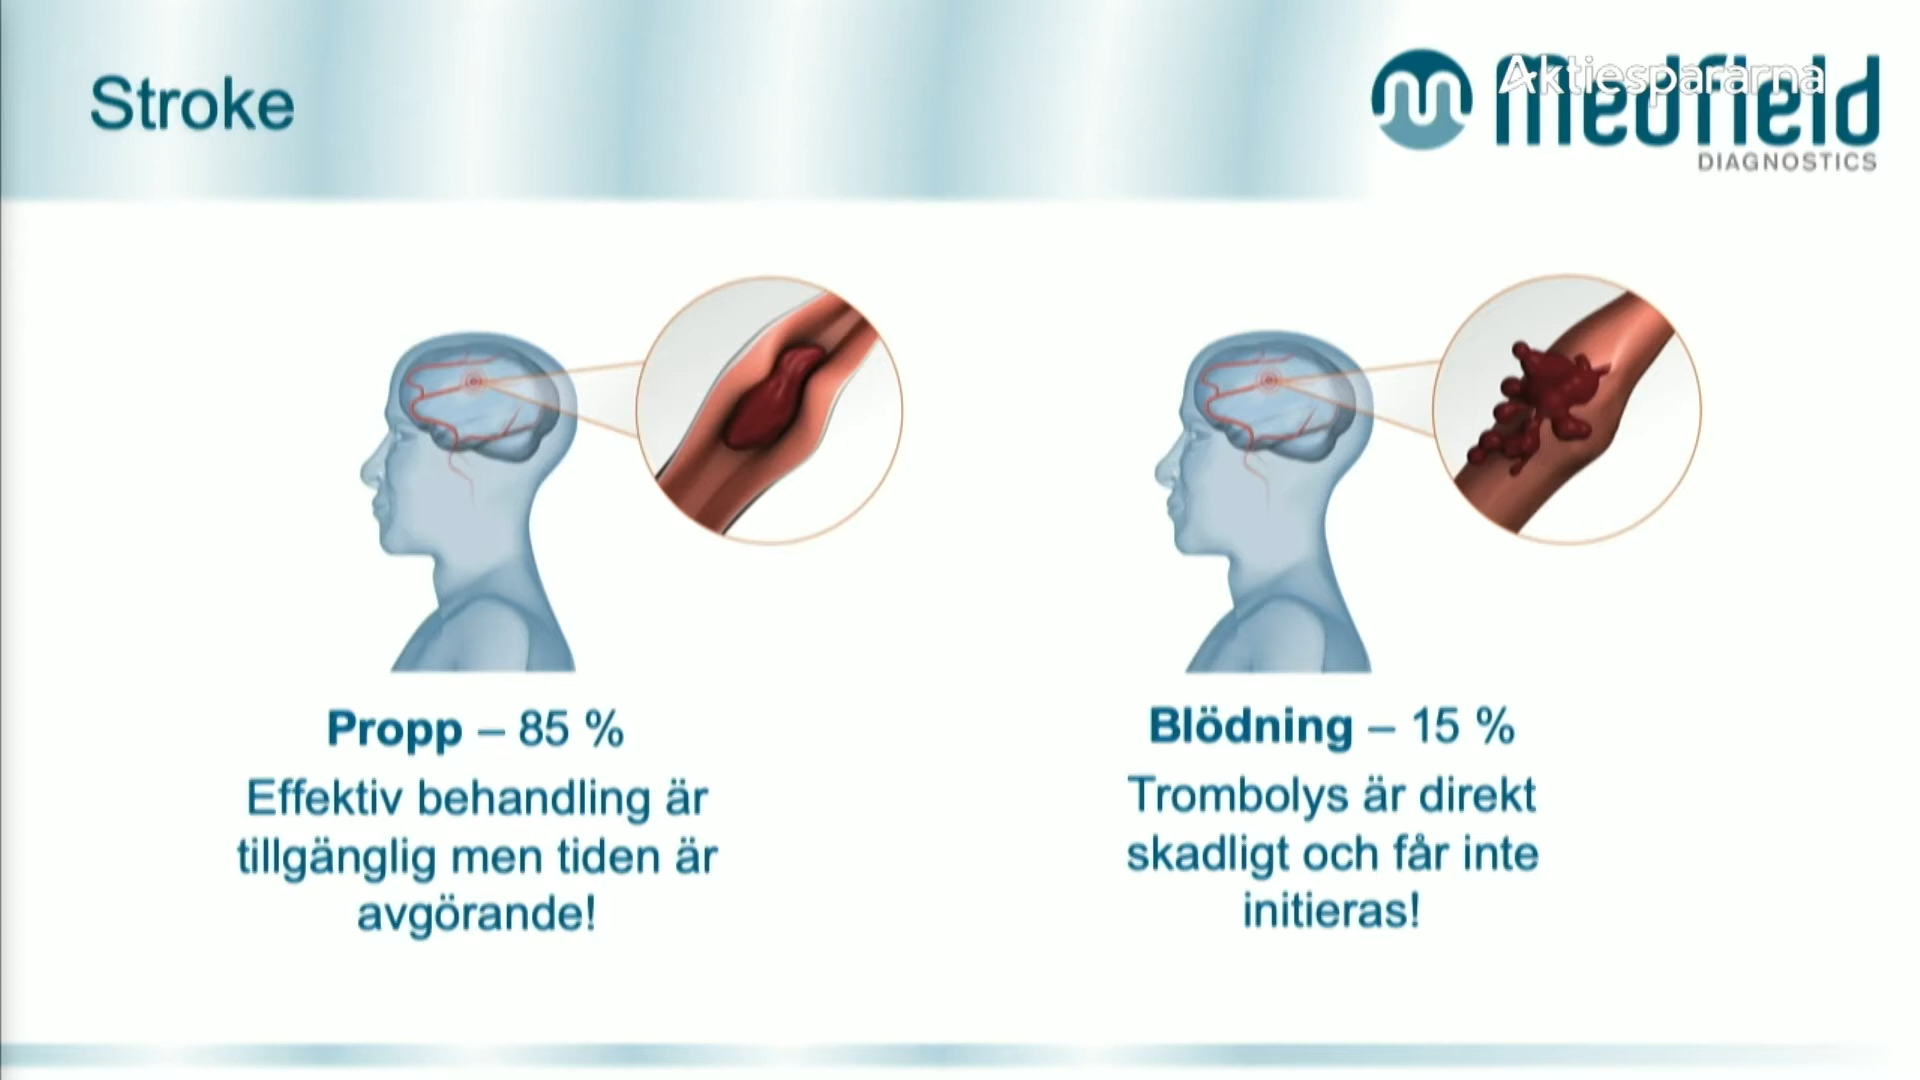 Stroke
Aktiespararna
Medfield
DIAGNOSTICS
Propp – 85 %
Effektiv behandling är
tillgänglig men tiden är
avgörande!
Blödning – 15 %
Trombolys är direkt
skadligt och får inte
initieras!